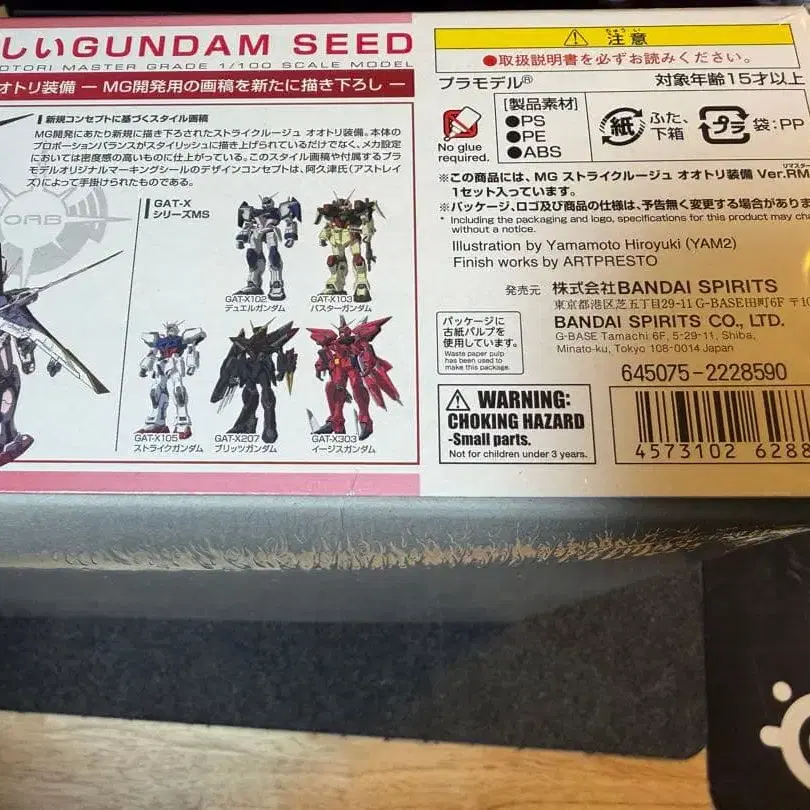 しいGUNDAM SEED
OTORI MASTER GRADE 1/100 SCALE MODEL
オトリ装備 ー MG開発用の画稿を新たに描き下ろし ー
新規コンセプトに基づくスタイル画稿
MG開発にあたり新規に描き下ろされたストライクルージュ オオトリ装備。本体の
プロポーションバランスがスタイリッシュに描き上げられているだけでなく、メカ設定
においては密度感の高いものに仕上がっている。このスタイル画稿や付属するプラ
モデルオリジナルマーキングシールのデザインコンセプトは、阿久津氏(アストレイ
ズ)によって手掛けられたものである。
ORB
GAT-X
シリーズMS
GAT-X102
デュエルガンダム
GAT-X103
バスターガンダム
GAT-X105
ストライクガンダム
GAT-X207
ブリッツガンダム
GAT-X303
イージスガンダム
注意
ちゅうい
●取扱説明書を必ずお読みください。
プラモデル® 対象年齢15才以上
No glue
required.
[製品素材]
●PS
●PE
●ABS
紙
ふた、
下箱
プラ
袋:PP
※この商品には、MG ストライクルージュ オオトリ装備 Ver.RM
リマスター
1セット入っています。
※パッケージ、ロゴ及び商品の仕様は、予告無く変更する場合がありま
* Including the packaging and logo, specifications for this product may cha
without a notice.
Illustration by Yamamoto Hiroyuki (YAM2)
Finish works by ARTPRESTO
発売元 株式会社BANDAI SPIRITS
東京都港区芝五丁目29-11 G-BASE田町6F 〒10
BANDAI SPIRITS CO., LTD.
G-BASE Tamachi 6F, 5-29-11, Shiba,
Minato-ku, Tokyo 108-0014 Japan
パッケージに
古紙パルプを
使用しています。
Waste paper pulp
has been used to
make this package.
645075-2228590
WARNING:
CHOKING HAZARD
-Small parts.
Not for children under 3 years.
4573102 6288